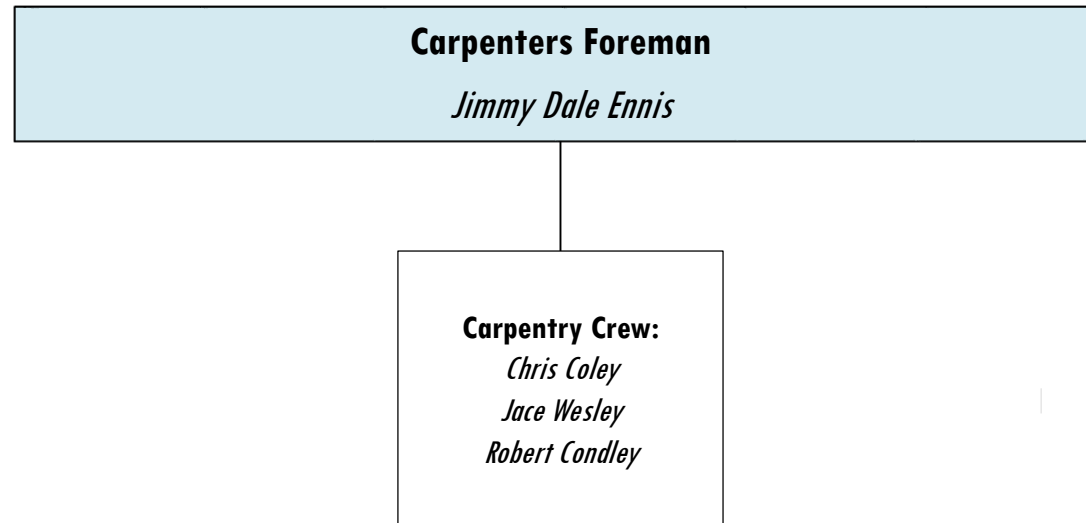 Carpenters Foreman
Jimmy Dale Ennis
Carpentry Crew:
Chris Coley
Jace Wesley
Robert Condley